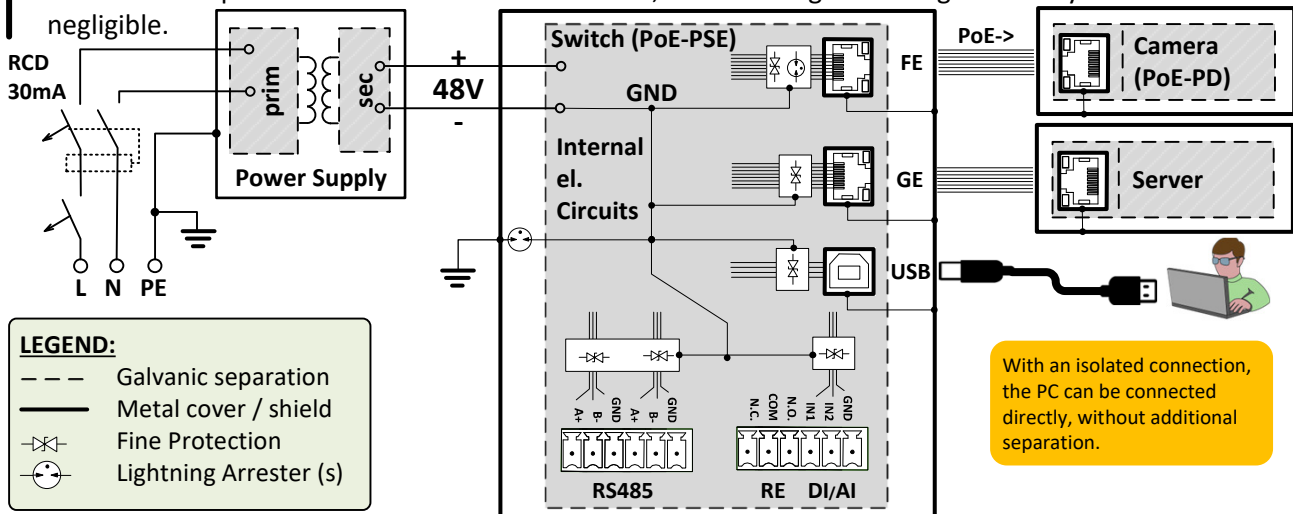 negligible.
RCD
30mA
prim
sec
Power Supply
+
48V
-
L N PE
Switch (PoE-PSE)
GND
Internal
el.
Circuits
FE
GE
USB
PoE->
Camera
(PoE-PD)
Server
A+ B- GND A+ B- GND
N.C. COM N.O. IN1 IN2 GND
RS485
RE DI/AI
LEGEND:
Galvanic separation
Metal cover / shield
Fine Protection
Lightning Arrester (s)
With an isolated connection,
the PC can be connected
directly, without additional
separation.